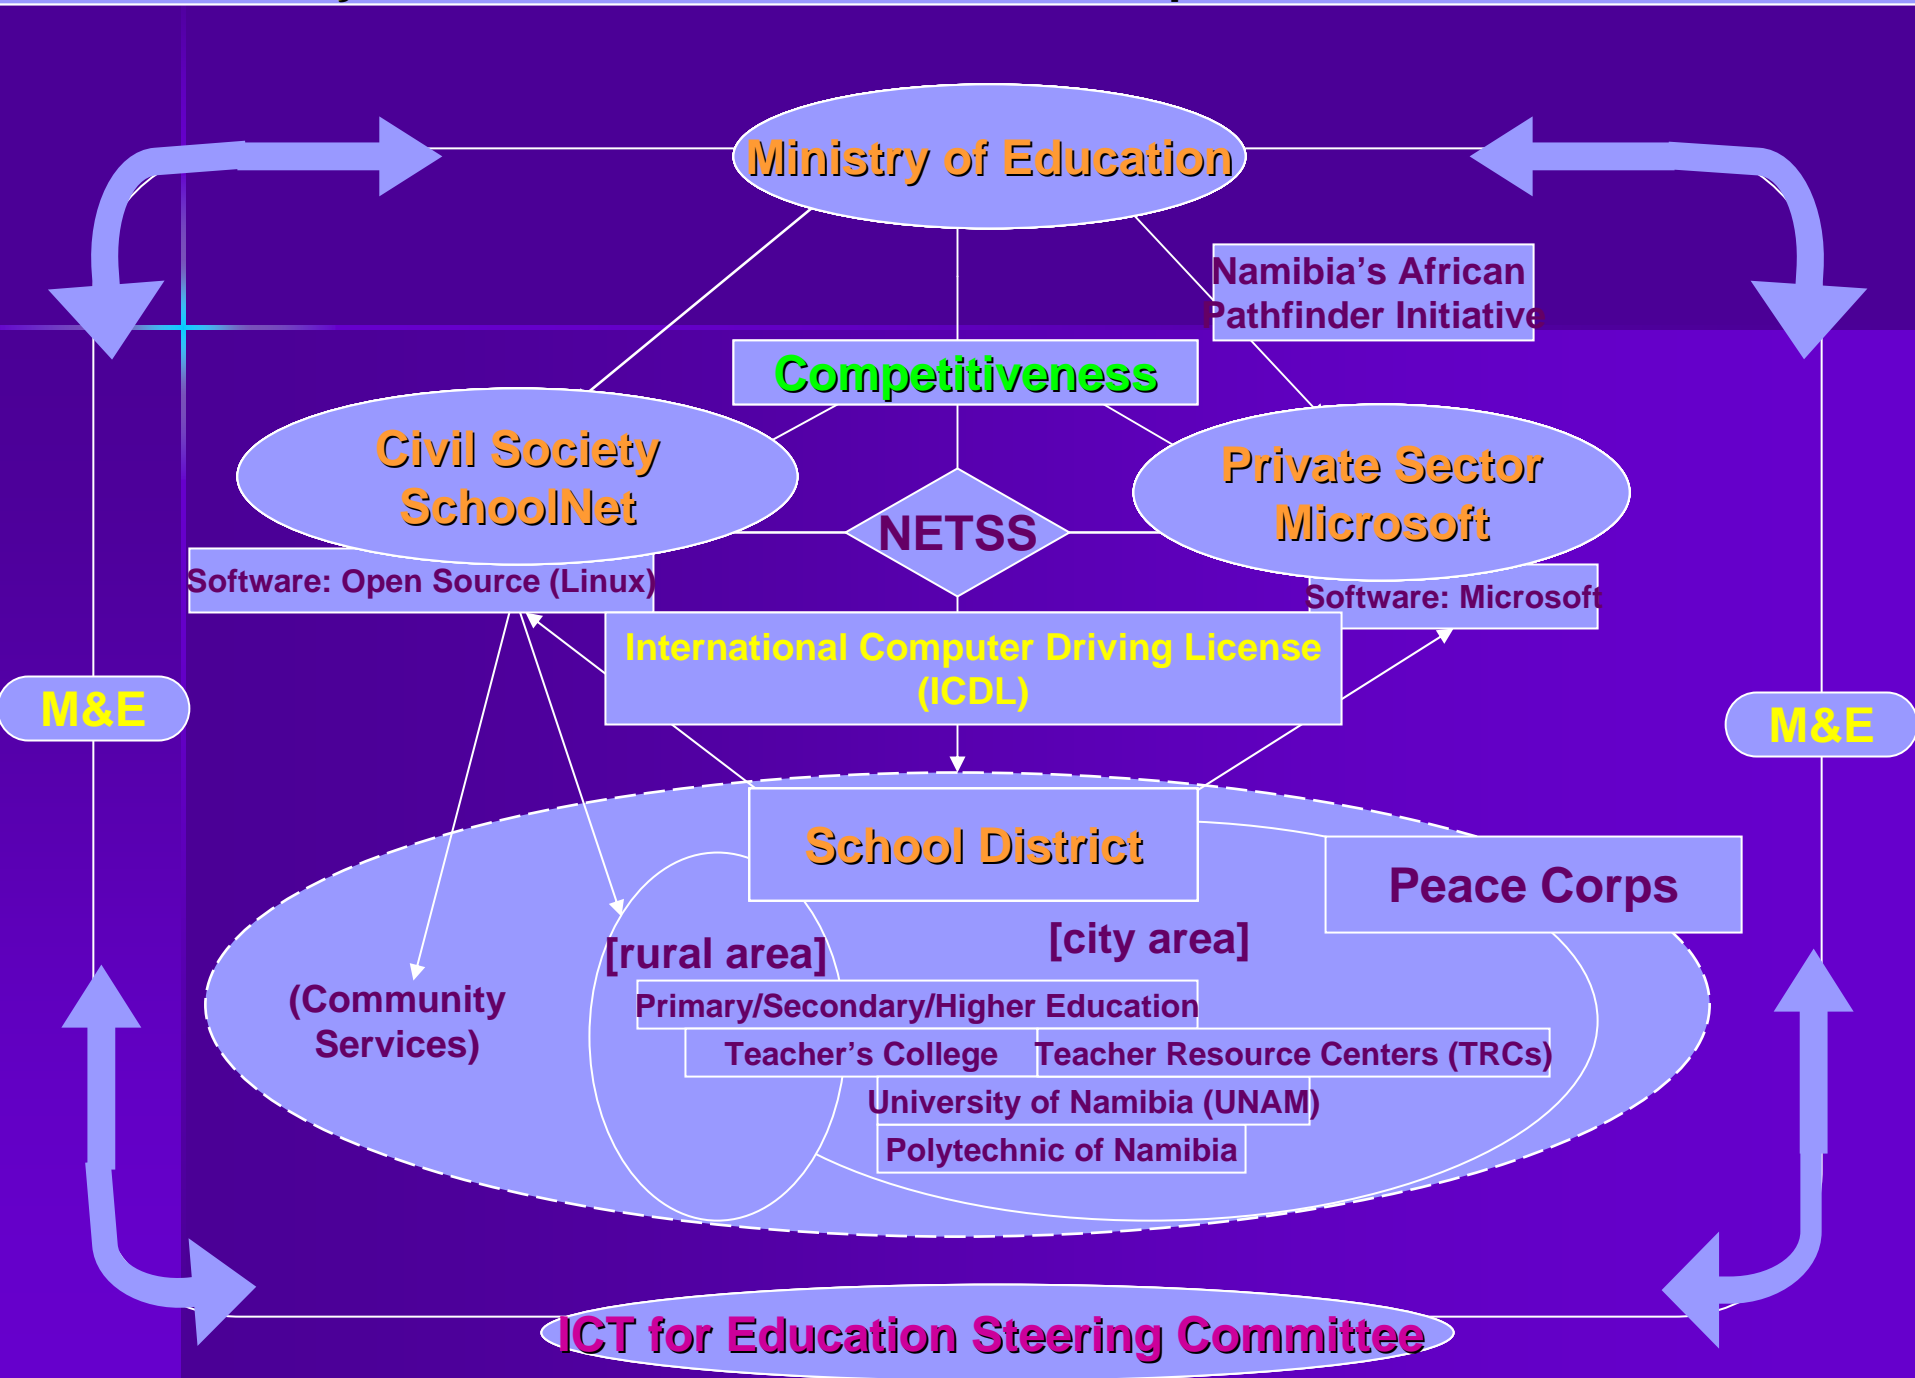 Ministry of Education
Namibia’s African
Pathfinder Initiative
Competitiveness
Civil Society
SchoolNet
Private Sector
Microsoft
NETSS
Software: Open Source (Linux)
Software: Microsoft
International Computer Driving License
(ICDL)
M&E
M&E
School District
Peace Corps
[rural area]
[city area]
(Community
Services)
Primary/Secondary/Higher Education
Teacher’s College
Teacher Resource Centers (TRCs)
University of Namibia (UNAM)
Polytechnic of Namibia
ICT for Education Steering Committee